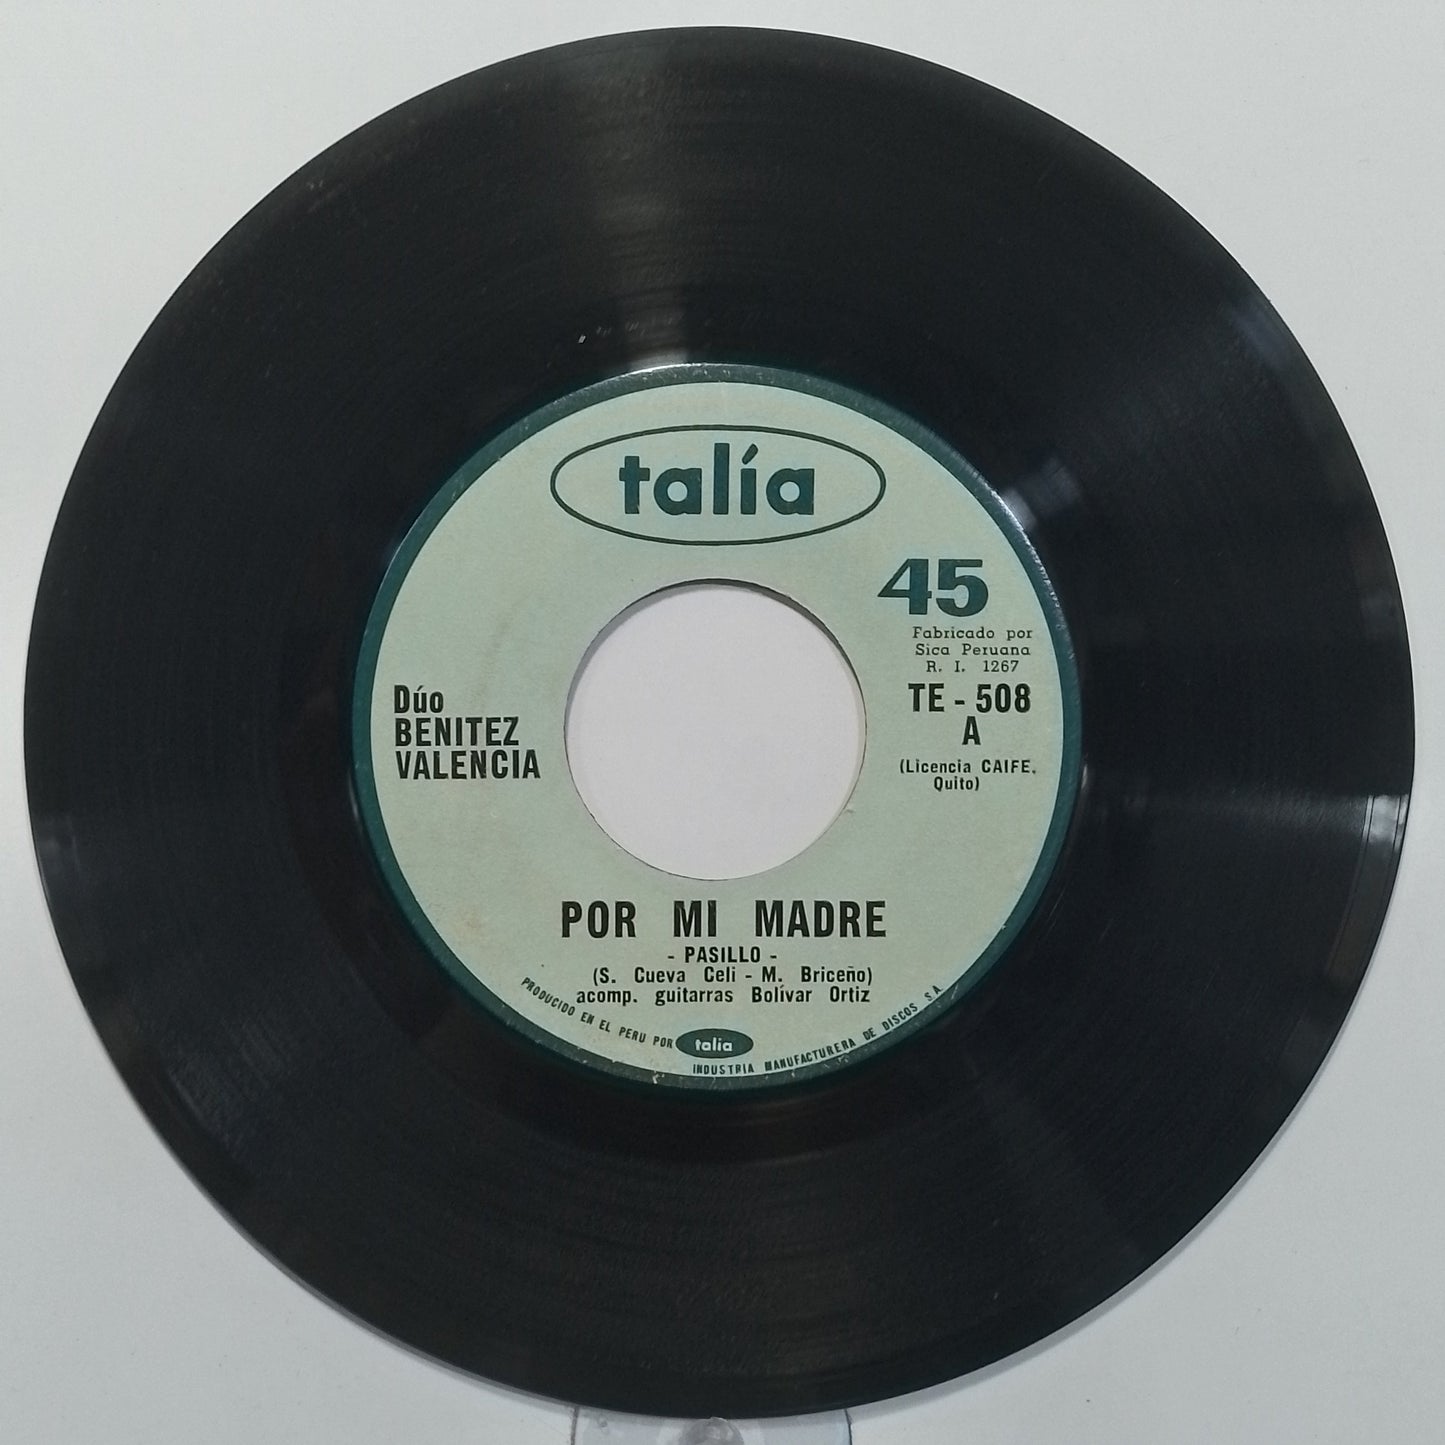 talía
45
Fabricado por
Sica Peruana
R. I. 1267
TE - 508
A
(Licencia CAIFE,
Quito)
Dúo
BENITEZ
VALENCIA
POR MI MADRE
- PASILLO -
(S. Cueva Celi - M. Briceño)
acomp. guitarras Bolívar Ortiz
PRODUCIDO EN EL PERU POR talía INDUSTRIA MANUFACTURERA DE DISCOS S.A.